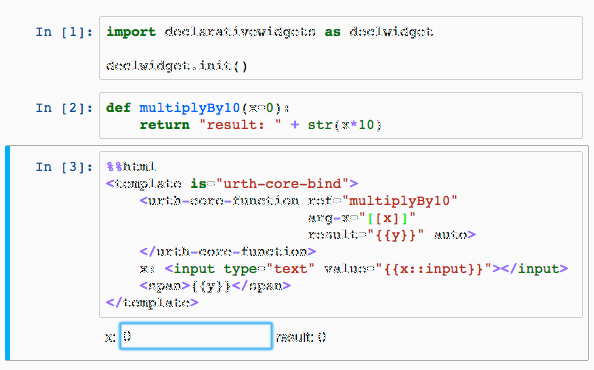 In [1]: import declarativewidgets as declwidget
declwidget.init()
In [2]: def multiplyBy10(x=0):
return "result: " + str(x*10)
In [3]: %%html
<template is="urth-core-bind">
<urth-core-function ref="multiplyBy10"
arg-x="[[x]]"
result="{{y}}" auto>
</urth-core-function>
x: <input type="text" value="{{x::input}}"></input>
<span>{{y}}</span>
</template>
x: 0 result: 0